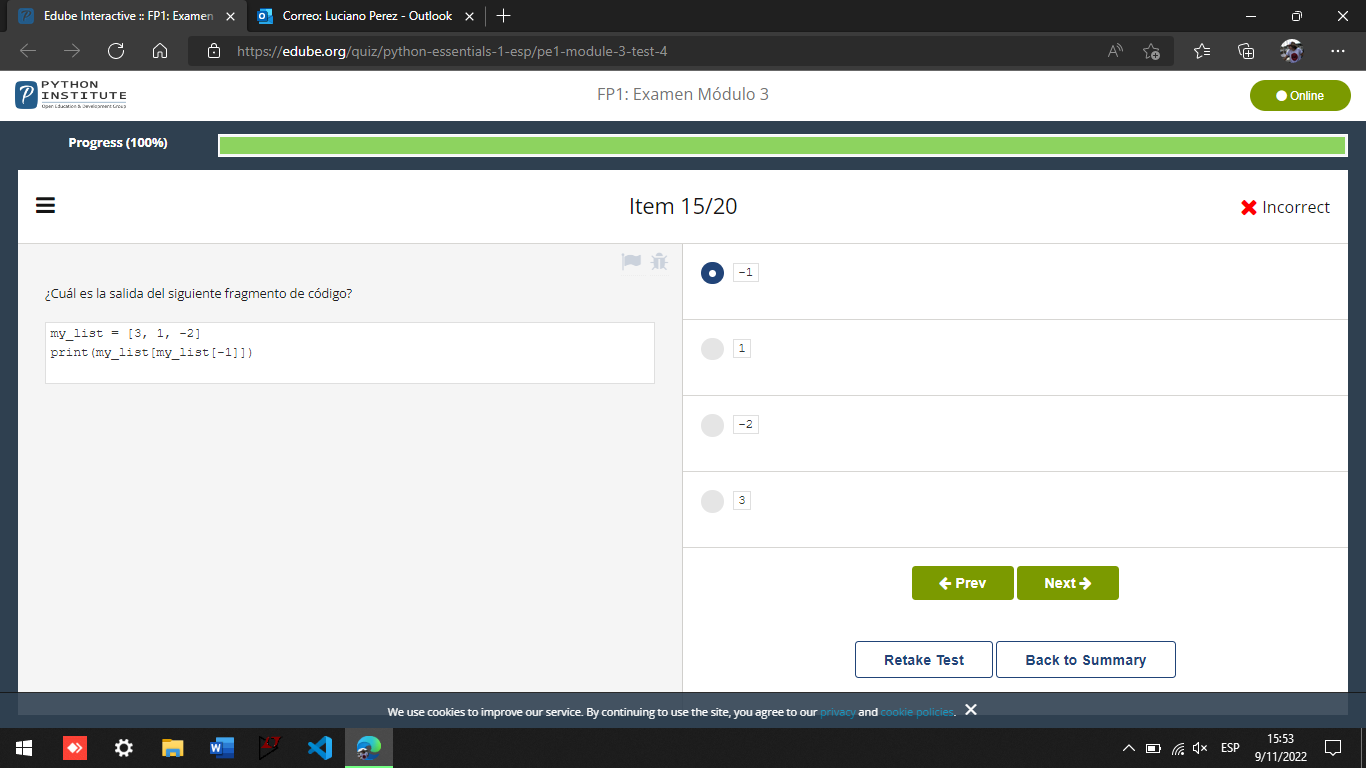 Edube Interactive :: FP1: Examen
Correo: Luciano Perez - Outlook
https://edube.org/quiz/python-essentials-1-esp/pe1-module-3-test-4
PYTHON
INSTITUTE
Open Education & Development Group
FP1: Examen Módulo 3
Online
Progress (100%)
Item 15/20
Incorrect
¿Cuál es la salida del siguiente fragmento de código?
my_list = [3, 1, -2]
print(my_list[my_list[-1]])
-1
1
-2
3
Prev
Next
Retake Test
Back to Summary
We use cookies to improve our service. By continuing to use the site, you agree to our privacy and cookie policies.
ESP
15:53
9/11/2022